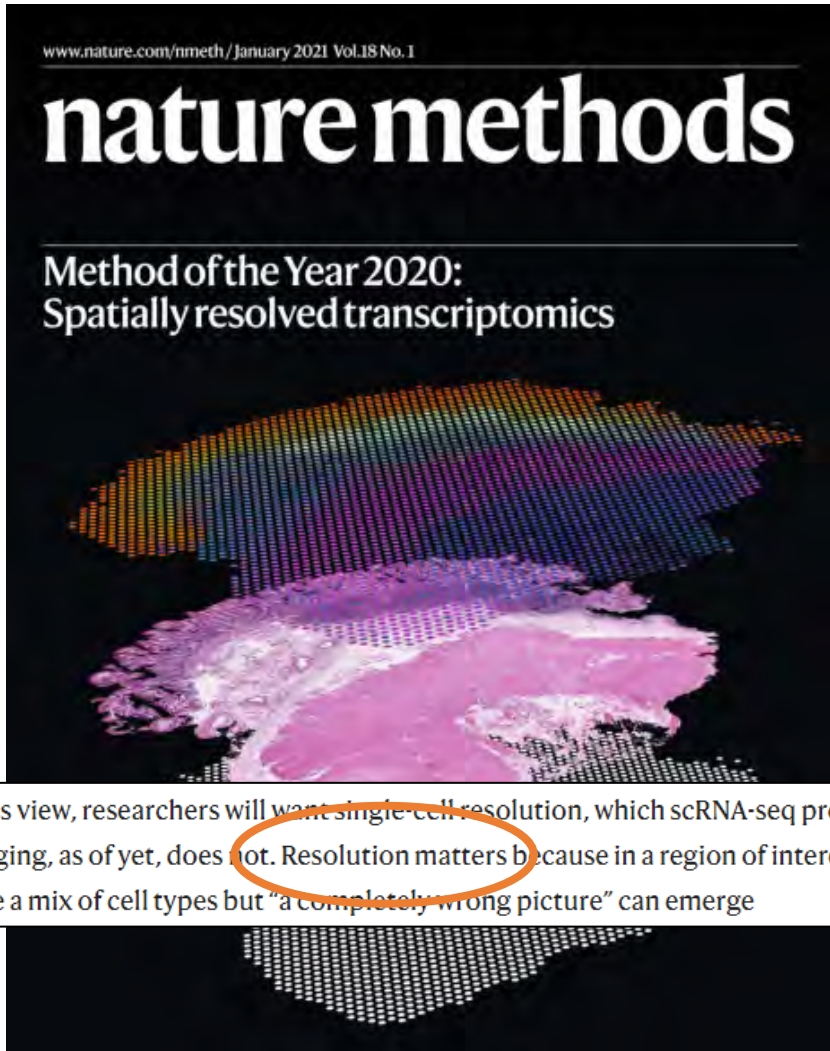 www.nature.com/nmeth/January 2021 Vol.18 No.1
nature methods
Method of the Year 2020:
Spatially resolved transcriptomics
s view, researchers will want single-cell resolution, which scRNA-seq pr
ging, as of yet, does not. Resolution matters because in a region of inter
e a mix of cell types but “a completely wrong picture” can emerge